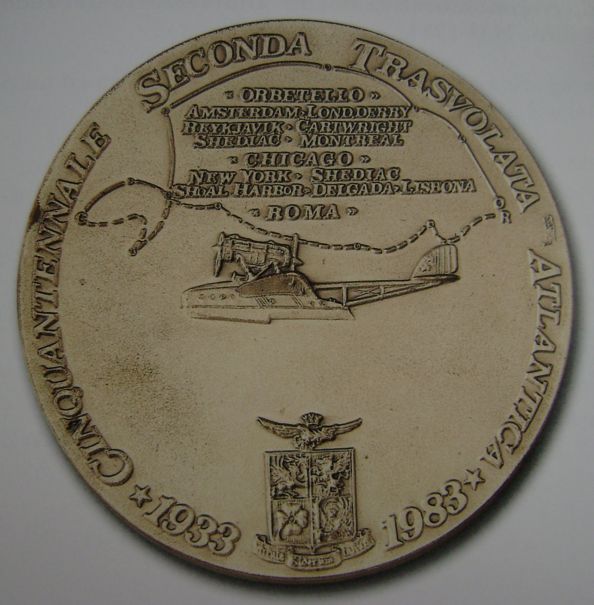 CINQUANTENNALE SECONDA TRASVOLATA ATLANTICA
« ORBETELLO »
AMSTERDAM·LONDDERRY
REYKJAVIK · CARTWRIGHT
SHEDIAC · MONTREAL
« CHICAGO »
NEW YORK · SHEDIAC
SHOAL HARBOR·DELGADA·LISBONA
« ROMA »
O
R
★ 1933
1983 ★